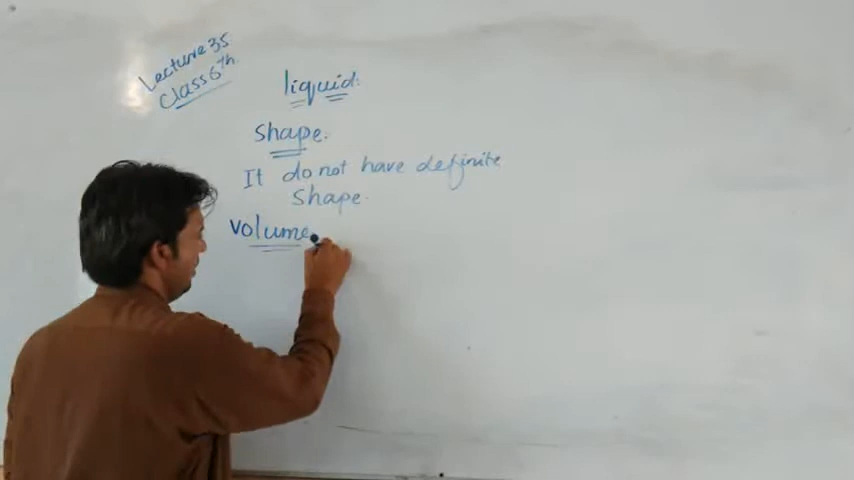 Lecture 35
Class 6th
liquid.
Shape.
It do not have definite
Shape.
volume